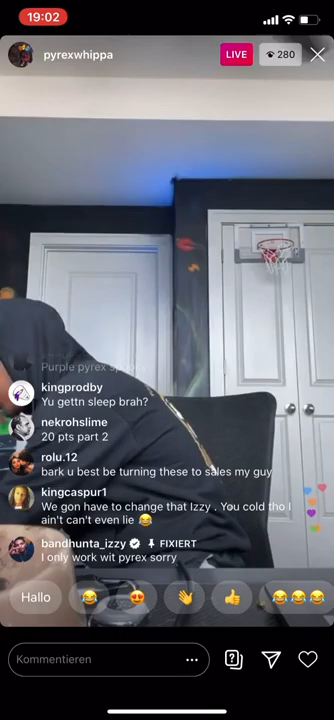 19:02
pyrexwhippa
LIVE
280
Purple pyrex
kingprodby
Yu gettn sleep brah?
nekrohslime
20 pts part 2
rolu.12
bark u best be turning these to sales my guy
kingcaspur1
We gon have to change that Izzy . You cold tho I
ain't can't even lie 😂
bandhunta_izzy FIXIERT
I only work wit pyrex sorry
Hallo 😂 😍 👋 👍 😂😂😂
Kommentieren